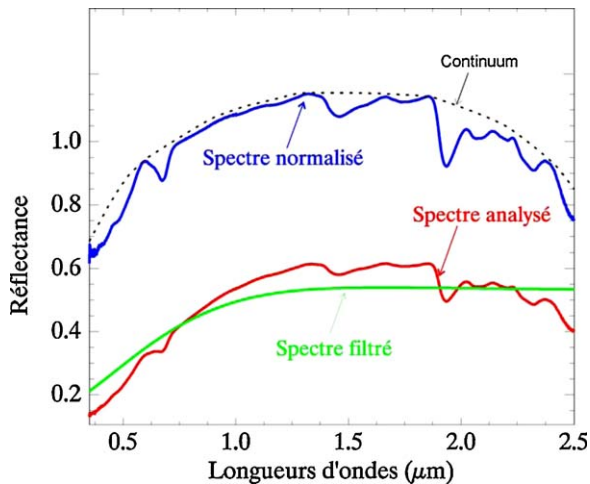 Continuum
1.0
Spectre normalisé
0.8
Réflectance
Spectre analysé
0.6
0.4
Spectre filtré
0.2
0.5 1.0 1.5 2.0 2.5
Longueurs d'ondes (μm)